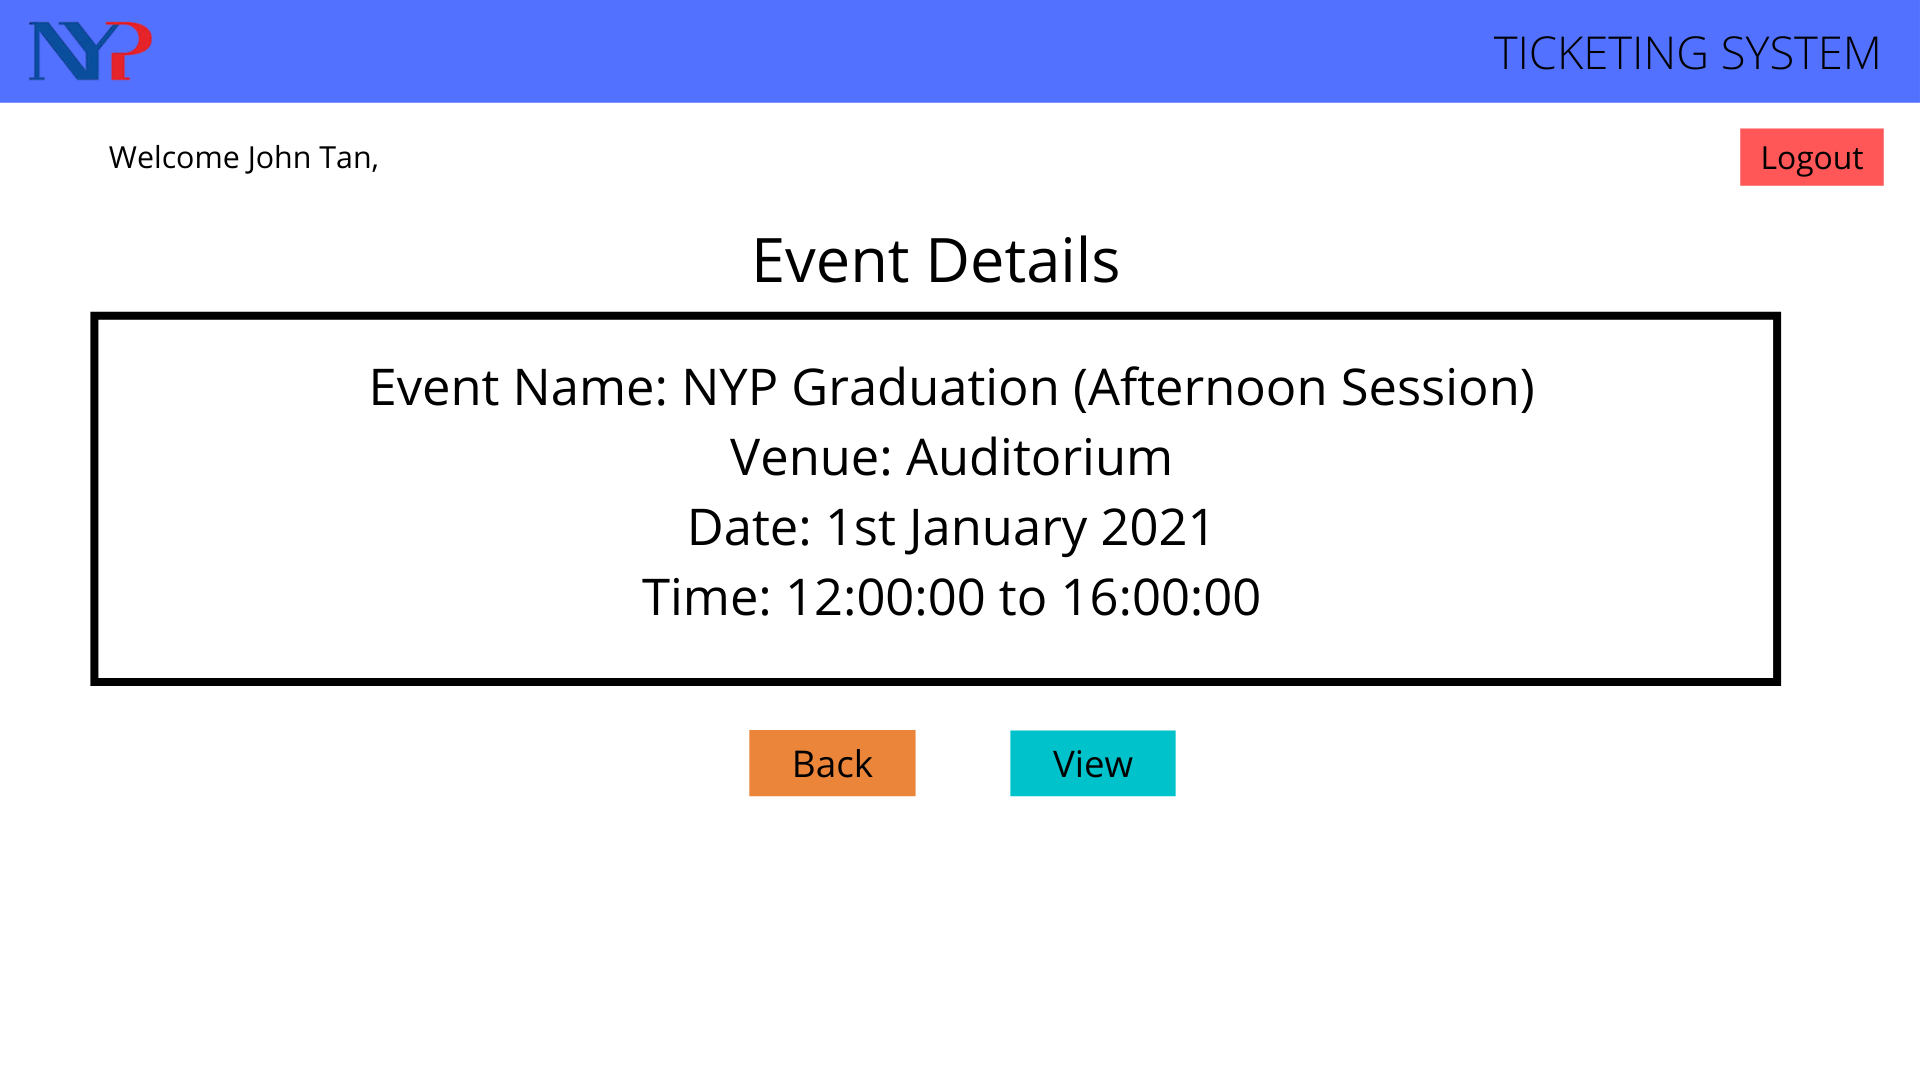 NYP
TICKETING SYSTEM
Welcome John Tan,
Logout
Event Details
Event Name: NYP Graduation (Afternoon Session)
Venue: Auditorium
Date: 1st January 2021
Time: 12:00:00 to 16:00:00
Back
View